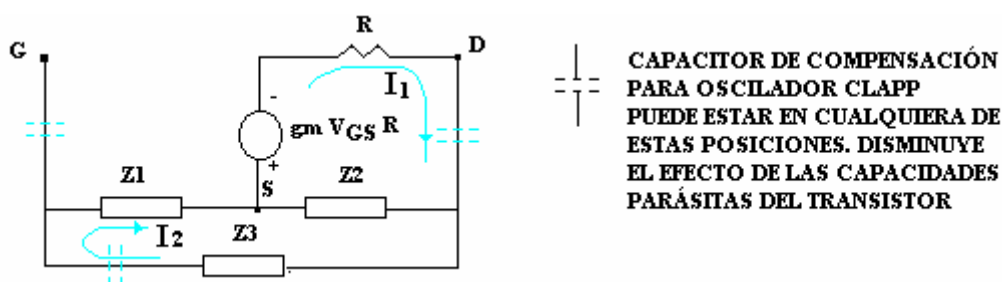 R
G
D
I1
-
gm VGS R
+
Z1
S
Z2
I2
Z3
CAPACITOR DE COMPENSACIÓN
PARA OSCILADOR CLAPP
PUEDE ESTAR EN CUALQUIERA DE
ESTAS POSICIONES. DISMINUYE
EL EFECTO DE LAS CAPACIDADES
PARÁSITAS DEL TRANSISTOR